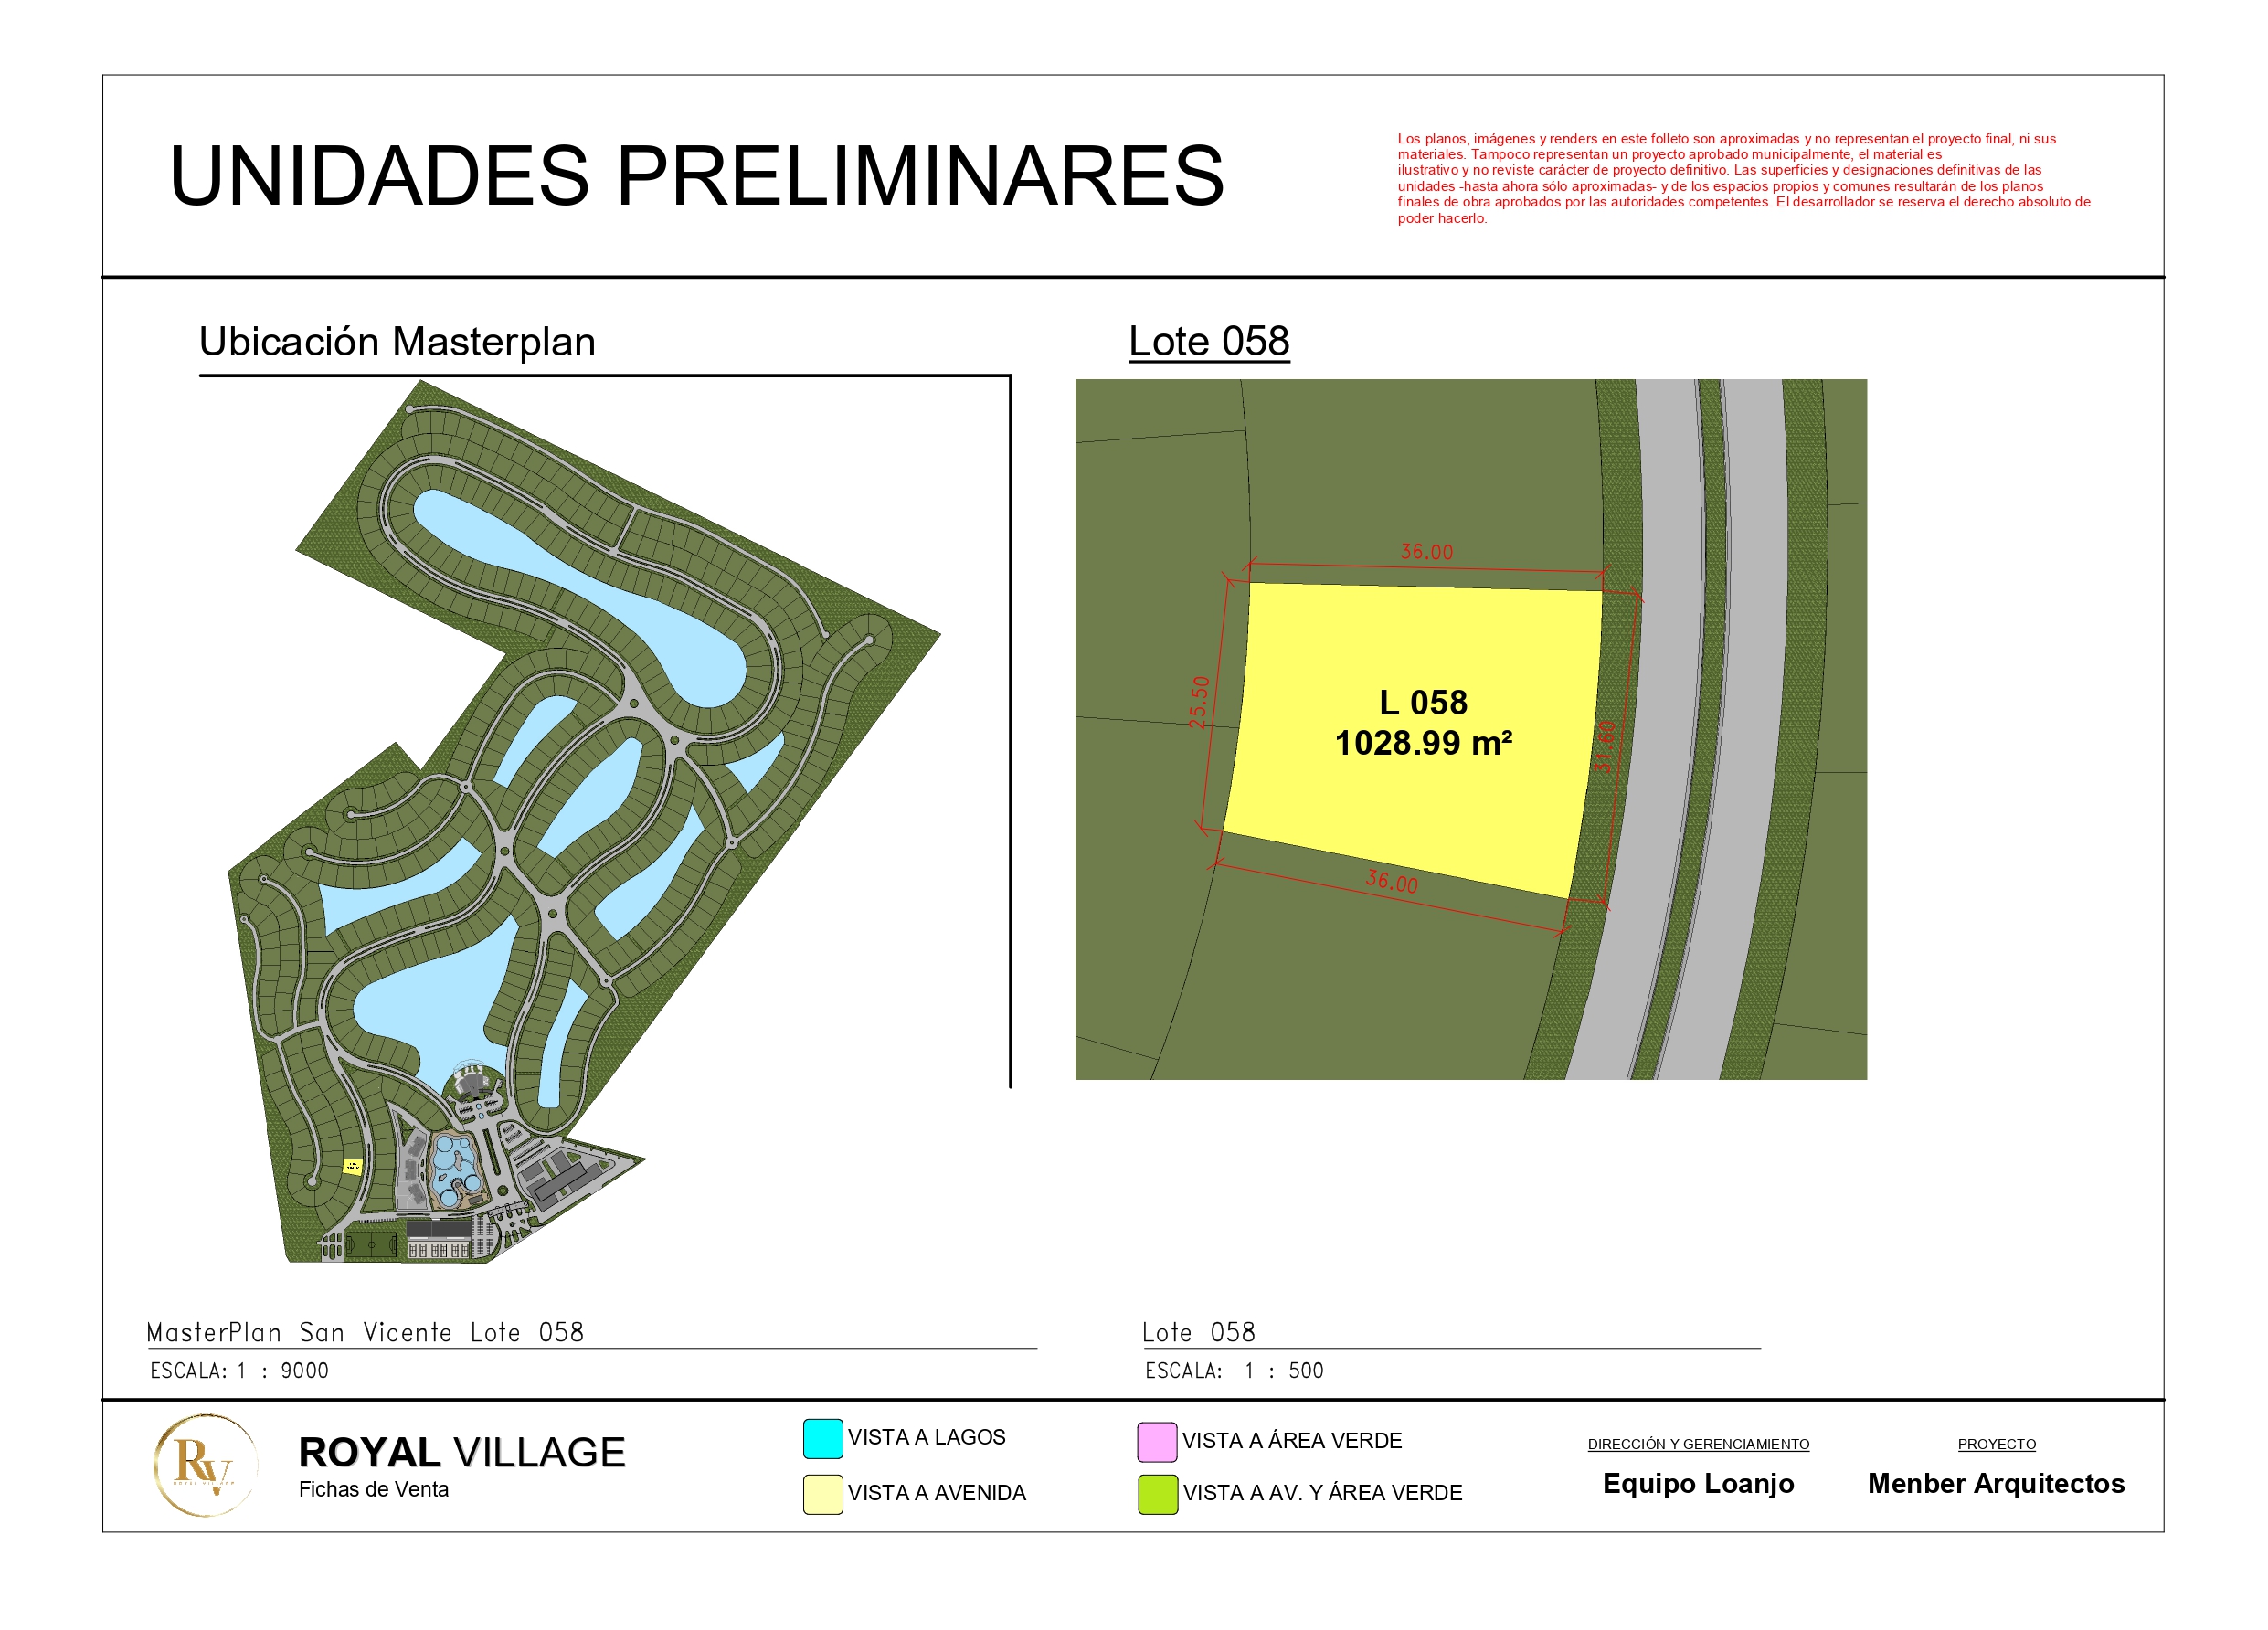 UNIDADES PRELIMINARES
Los planos, imágenes y renders en este folleto son aproximadas y no representan el proyecto final, ni sus
materiales. Tampoco representan un proyecto aprobado municipalmente, el material es
ilustrativo y no reviste carácter de proyecto definitivo. Las superficies y designaciones definitivas de las
unidades -hasta ahora sólo aproximadas- y de los espacios propios y comunes resultarán de los planos
finales de obra aprobados por las autoridades competentes. El desarrollador se reserva el derecho absoluto de
poder hacerlo.
Ubicación Masterplan
Lote 058
36.00
25.50
L 058
1028.99 m²
31.60
36.00
MasterPlan San Vicente Lote 058
ESCALA: 1 : 9000
Lote 058
ESCALA: 1 : 500
RV
ROYAL VILLAGE
ROYAL VILLAGE
Fichas de Venta
VISTA A LAGOS
VISTA A AVENIDA
VISTA A ÁREA VERDE
VISTA A AV. Y ÁREA VERDE
DIRECCIÓN Y GERENCIAMIENTO
Equipo Loanjo
PROYECTO
Menber Arquitectos